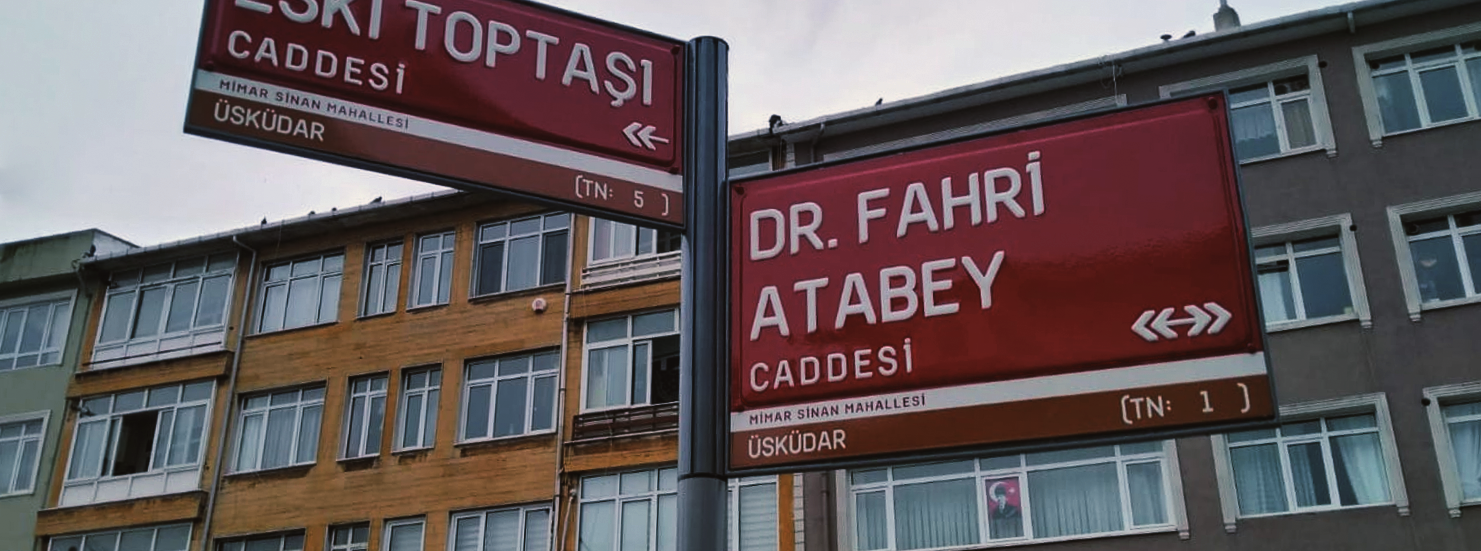 ESKİ TOPTAŞI
CADDESİ
MİMAR SİNAN MAHALLESİ
ÜSKÜDAR
(TN: 5 )
DR. FAHRİ
ATABEY
CADDESİ
MİMAR SİNAN MAHALLESİ
ÜSKÜDAR
(TN: 1 )